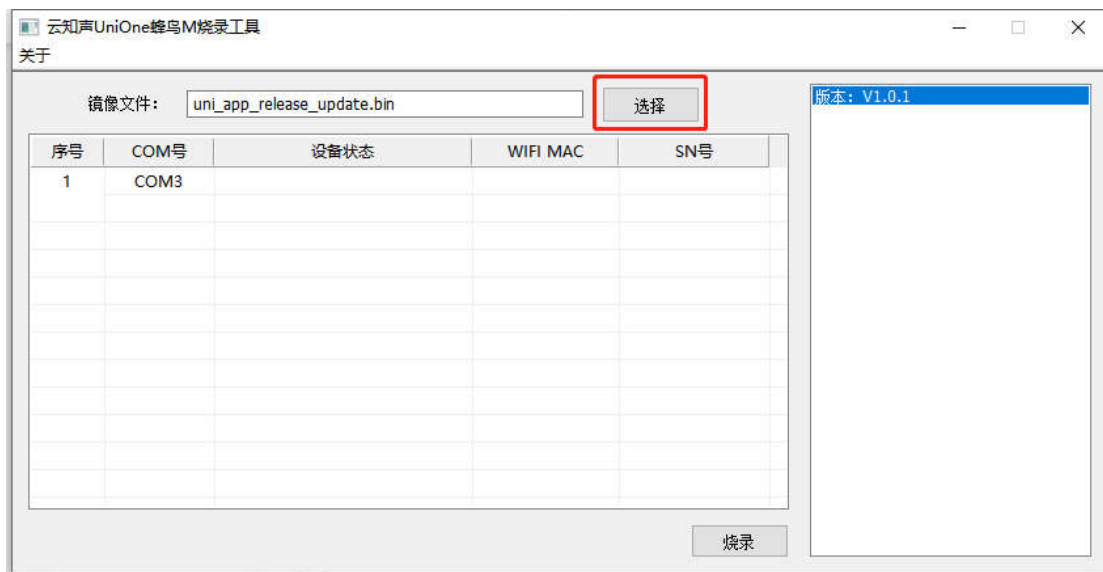 云知声UniOne蜂鸟M烧录工具
关于
镜像文件： uni_app_release_update.bin 选择
版本：V1.0.1
序号 COM号 设备状态 WIFI MAC SN号
1 COM3
烧录